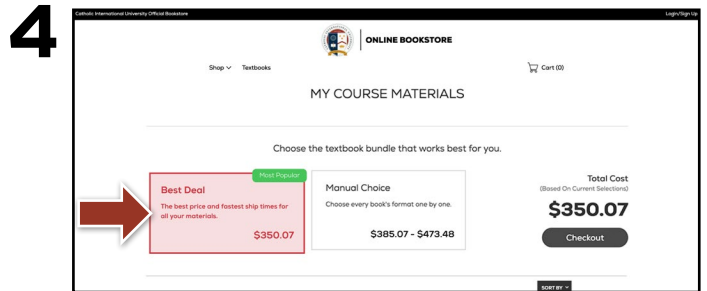 4
Catholic International University Official Bookstore
Login/Sign Up
ONLINE BOOKSTORE
Shop
Textbooks
Cart (0)
MY COURSE MATERIALS
Choose the textbook bundle that works best for you.
Most Popular
Best Deal
The best price and fastest ship times for
all your materials.
$350.07
Manual Choice
Choose every book's format one by one.
$385.07 - $473.48
Total Cost
(Based On Current Selections)
$350.07
Checkout
SORT BY